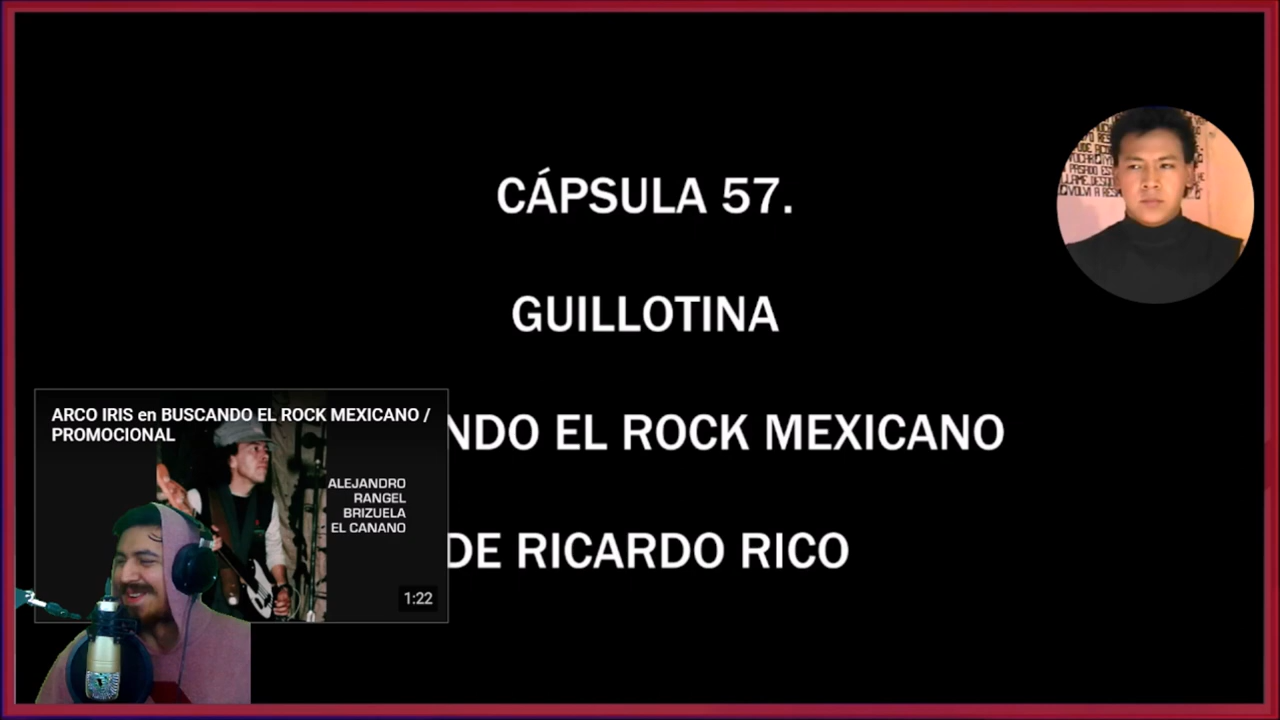 CÁPSULA 57.
GUILLOTINA
NDO EL ROCK MEXICANO
DE RICARDO RICO
ARCO IRIS en BUSCANDO EL ROCK MEXICANO /
PROMOCIONAL
ALEJANDRO
RANGEL
BRIZUELA
EL CANANO
1:22